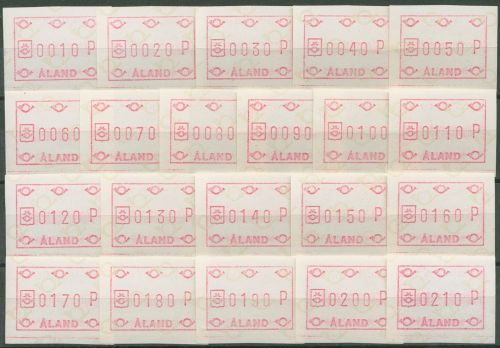 0010 P 0020 P 0030 P 0040 P 0050 P
ÅLAND ÅLAND ÅLAND ÅLAND ÅLAND
0060 0070 0080 0090 0100 0110 P
ÅLAND ÅLAND ÅLAND ÅLAND ÅLAND ÅLAND
0120 P 0130 P 0140 P 0150 P 0160 P
ÅLAND ÅLAND ÅLAND ÅLAND ÅLAND
0170 P 0180 P 0190 P 0200 P 0210 P
ÅLAND ÅLAND ÅLAND ÅLAND ÅLAND